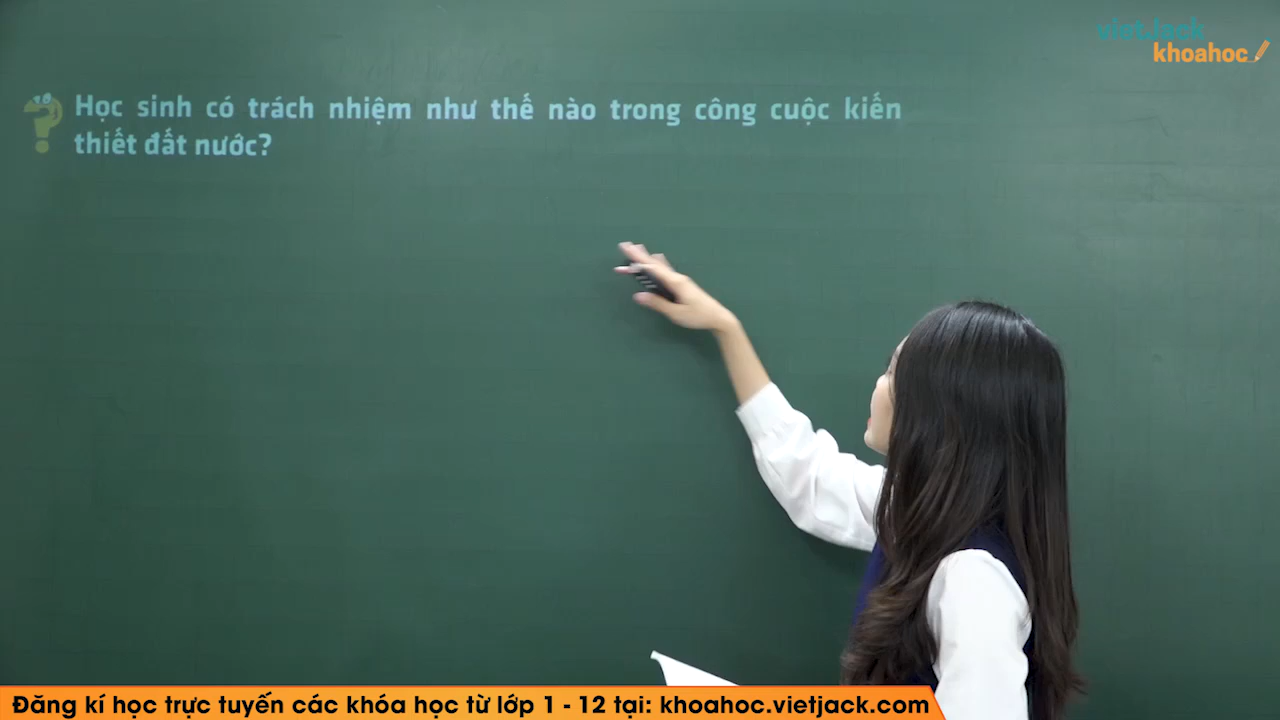 vietJack
khoahoc
Học sinh có trách nhiệm như thế nào trong công cuộc kiến
thiết đất nước?
Đăng kí học trực tuyến các khóa học từ lớp 1 - 12 tại: khoahoc.vietjack.com